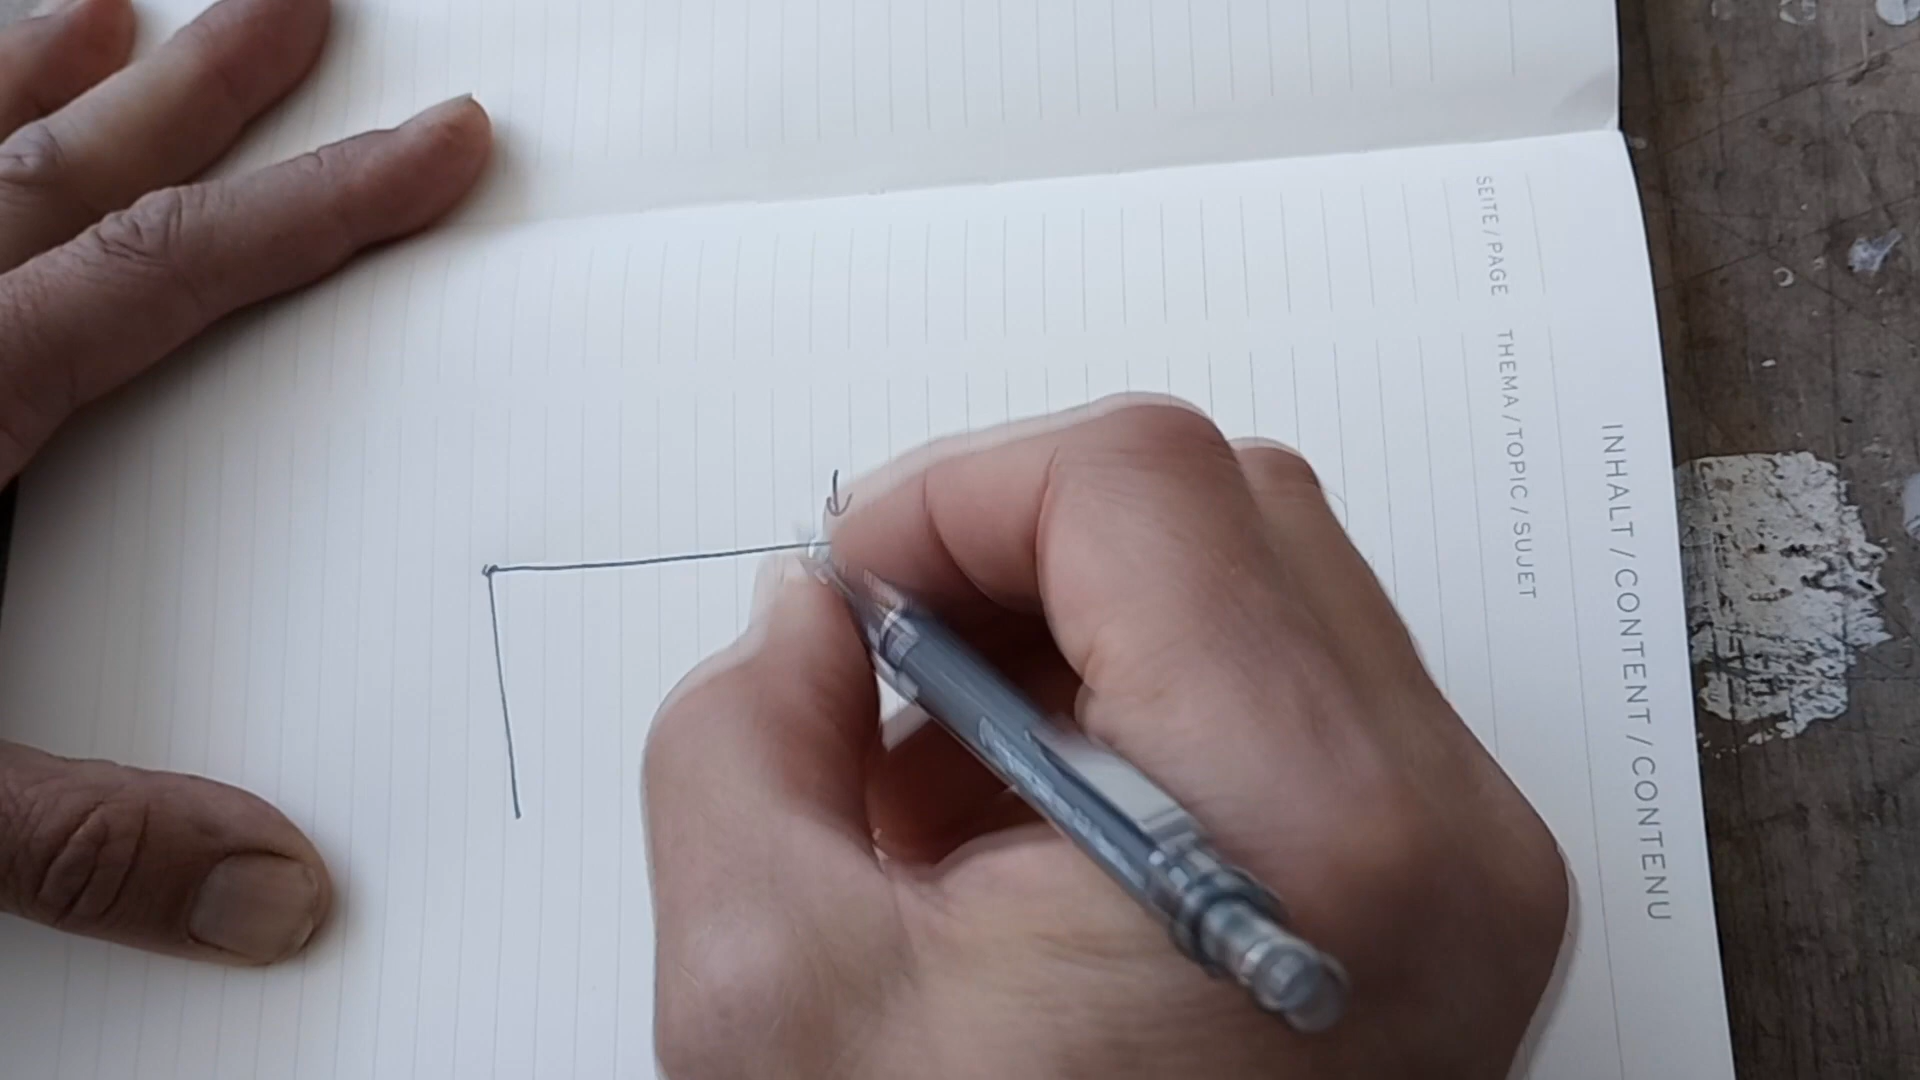 INHALT / CONTENT / CONTENU
SEITE / PAGE THEMA / TOPIC / SUJET